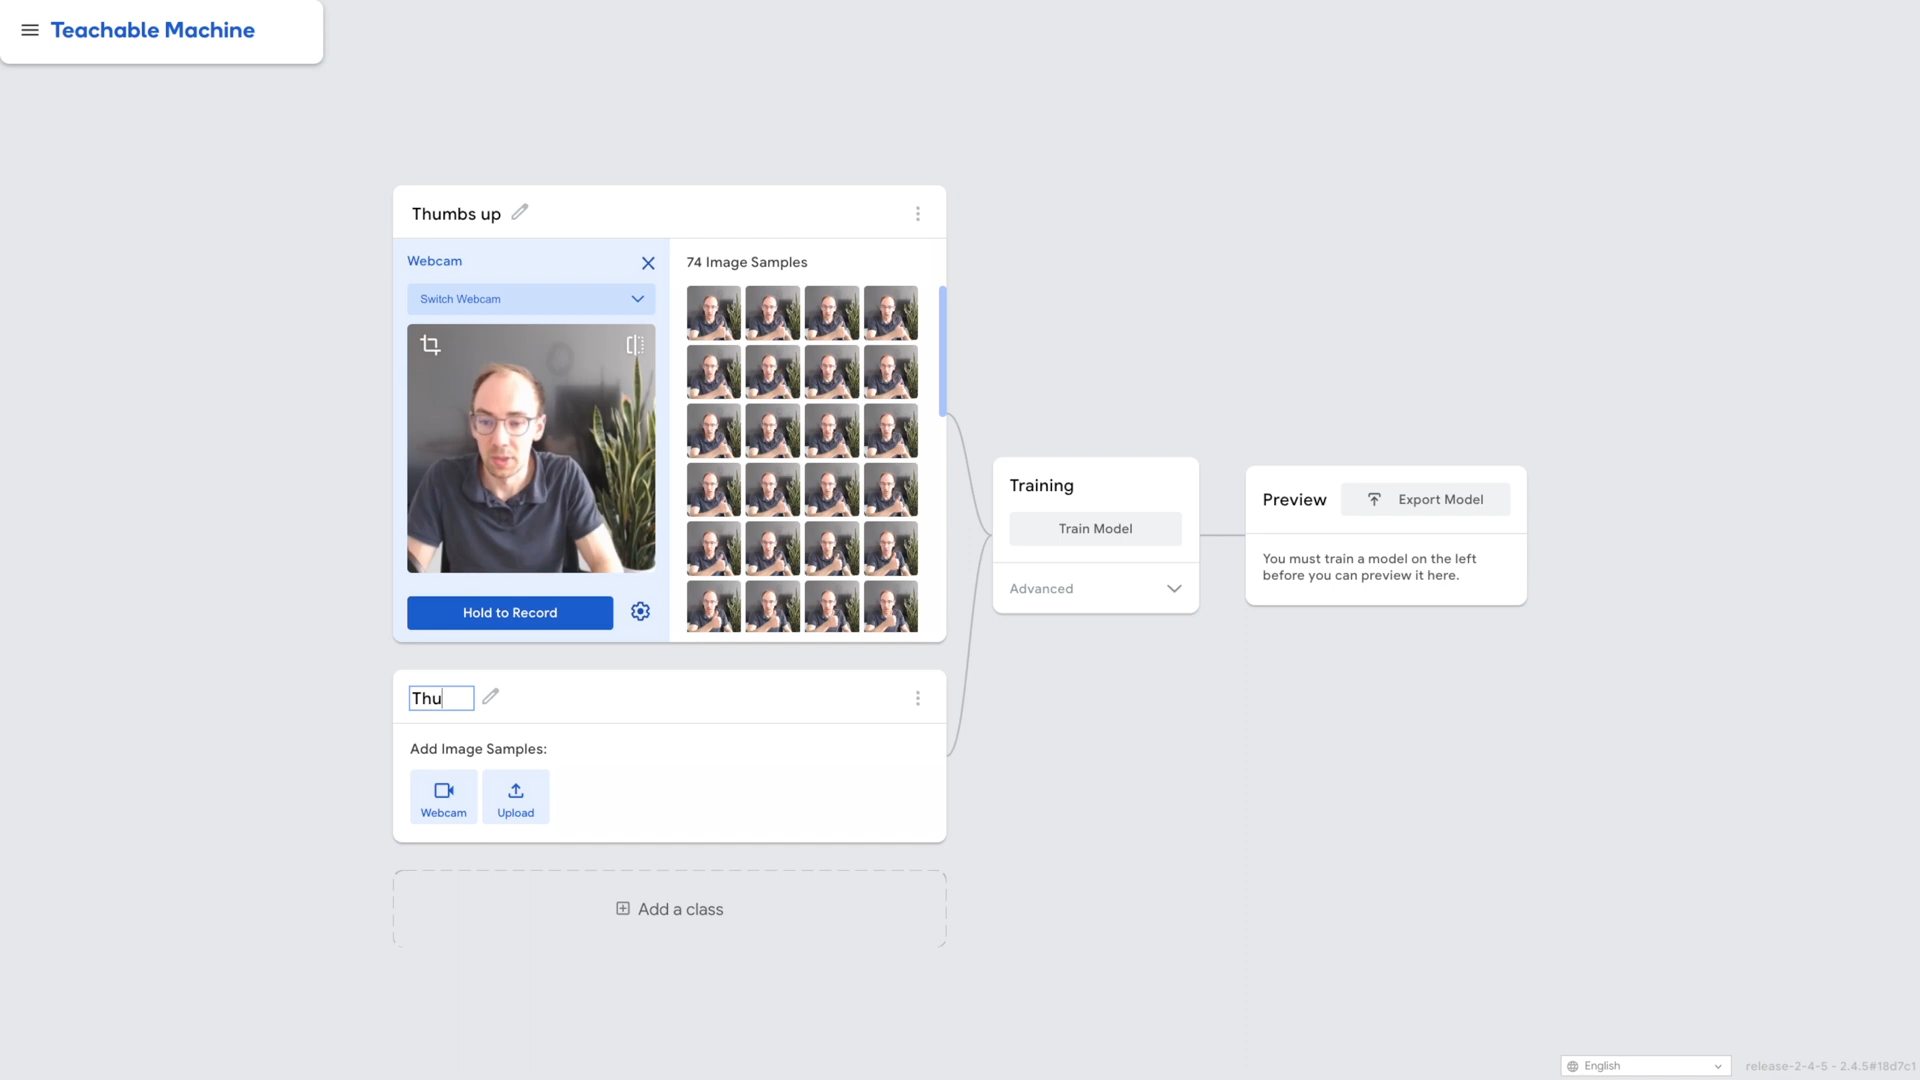 Teachable Machine
Thumbs up
Webcam
Switch Webcam
Hold to Record
74 Image Samples
Thu
Add Image Samples:
Webcam
Upload
Add a class
Training
Train Model
Advanced
Preview
Export Model
You must train a model on the left
before you can preview it here.
English
release-2-4-5 - 2.4.5#18d7c1